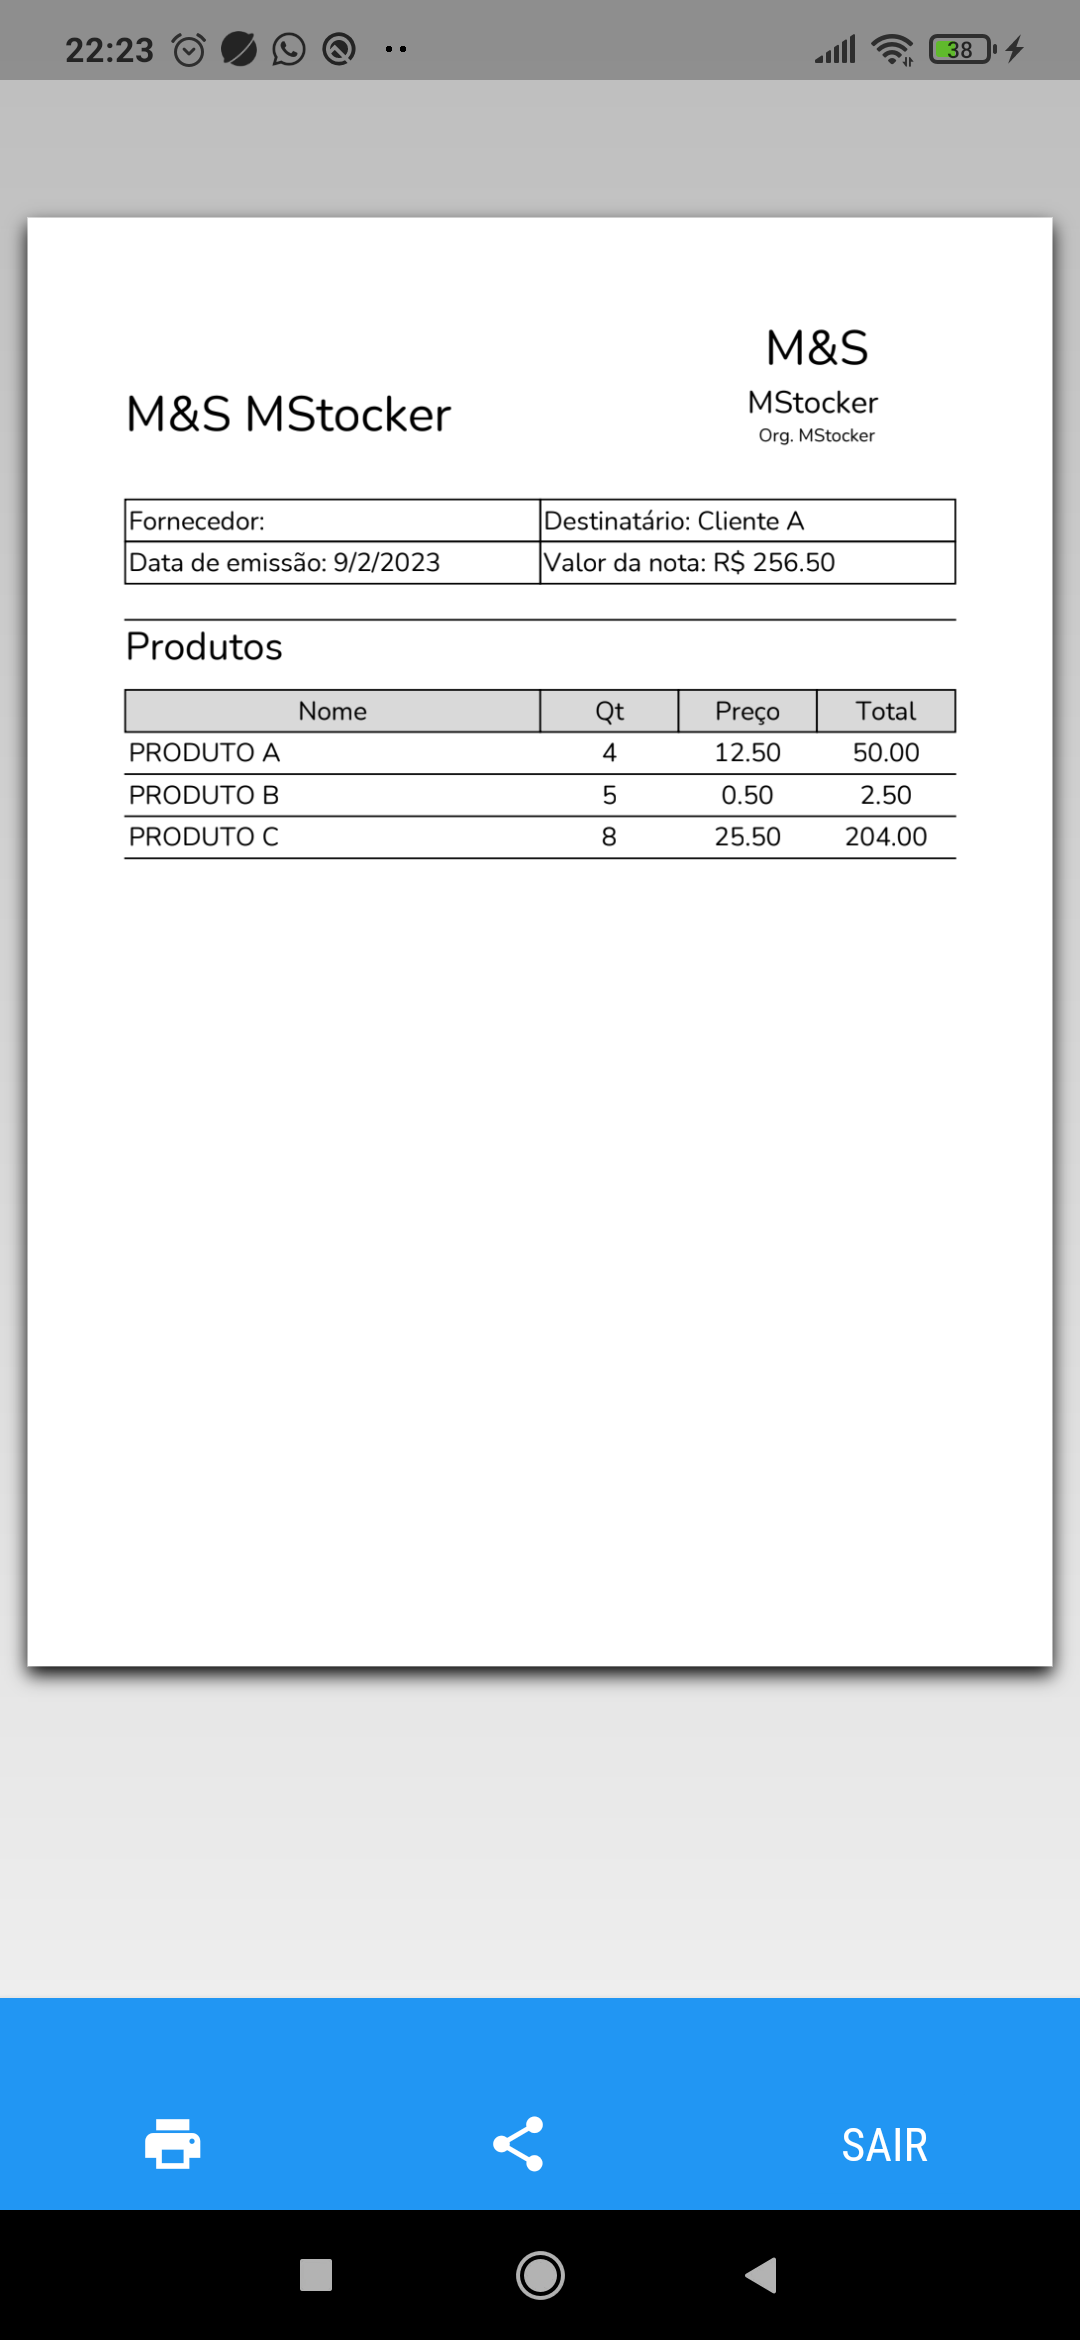 22:23
38
M&S
M&S MStocker
MStocker
Org. MStocker
Fornecedor: Destinatário: Cliente A
Data de emissão: 9/2/2023 Valor da nota: R$ 256.50
Produtos
Nome Qt Preço Total
PRODUTO A 4 12.50 50.00
PRODUTO B 5 0.50 2.50
PRODUTO C 8 25.50 204.00
SAIR